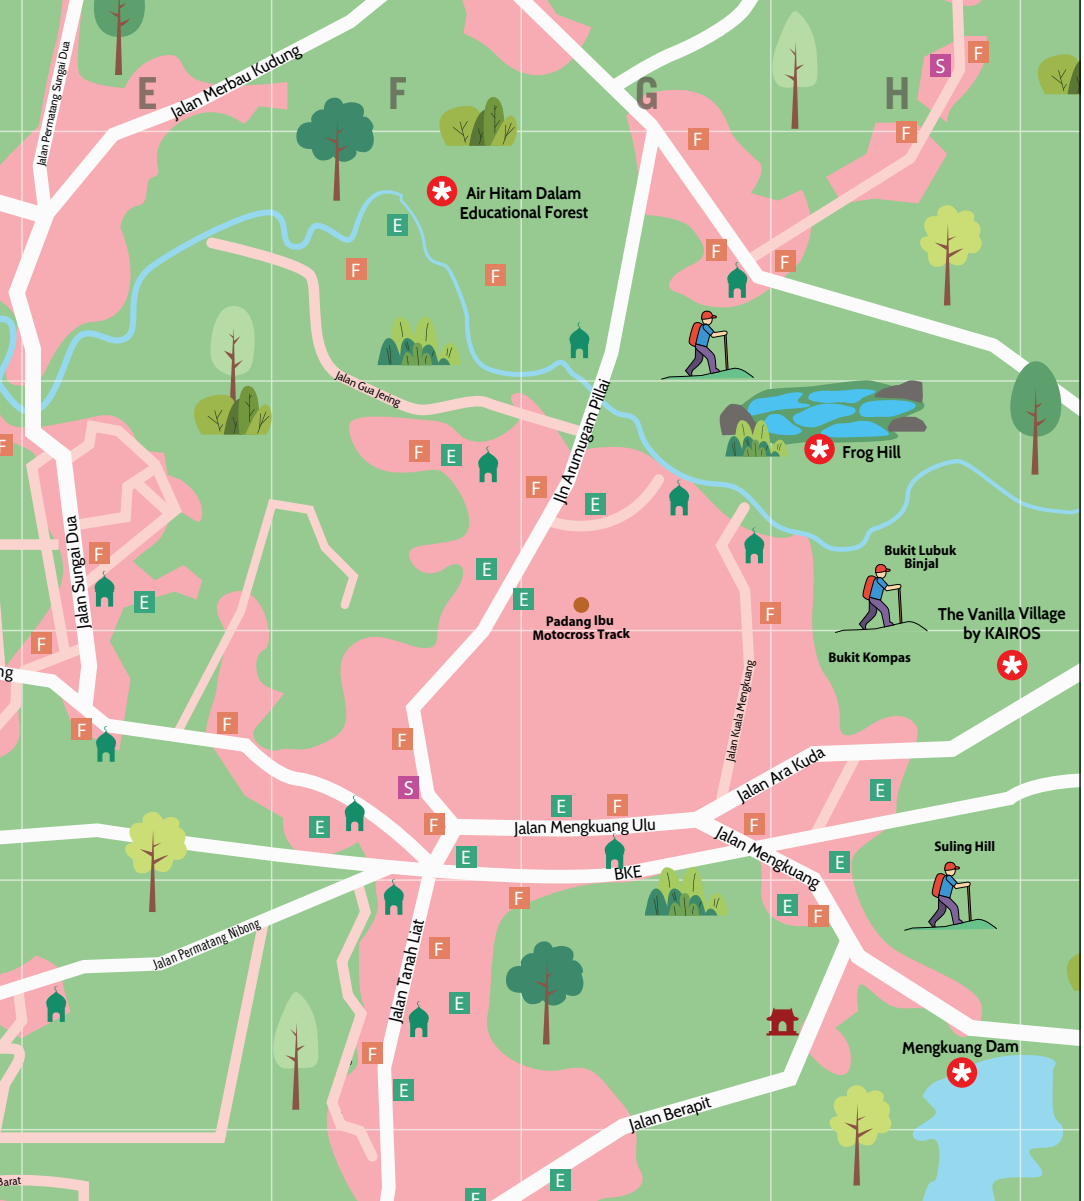 Jalan Permatang Sungai Dua
Jalan Merbau Kudung
E
F
G
H
S
F
F
F
Air Hitam Dalam
Educational Forest
E
F
F
F
F
Jalan Gua Jering
Jln Arumugam Pillai
Frog Hill
F
F
E
F
E
Jalan Sungai Dua
F
E
E
E
Padang Ibu
Motocross Track
F
Bukit Lubuk
Binjal
The Vanilla Village
by KAIROS
Bukit Kompas
F
ng
F
F
F
Jalan Kuala Mengkuang
Jalan Ara Kuda
S
E
F
E
E
F
Jalan Mengkuang Ulu
F
Jalan Mengkuang
E
BKE
E
Suling Hill
F
E
F
Jalan Permatang Nibong
Jalan Tanah Liat
F
E
F
Mengkuang Dam
E
Jalan Berapit
E
Barat
E